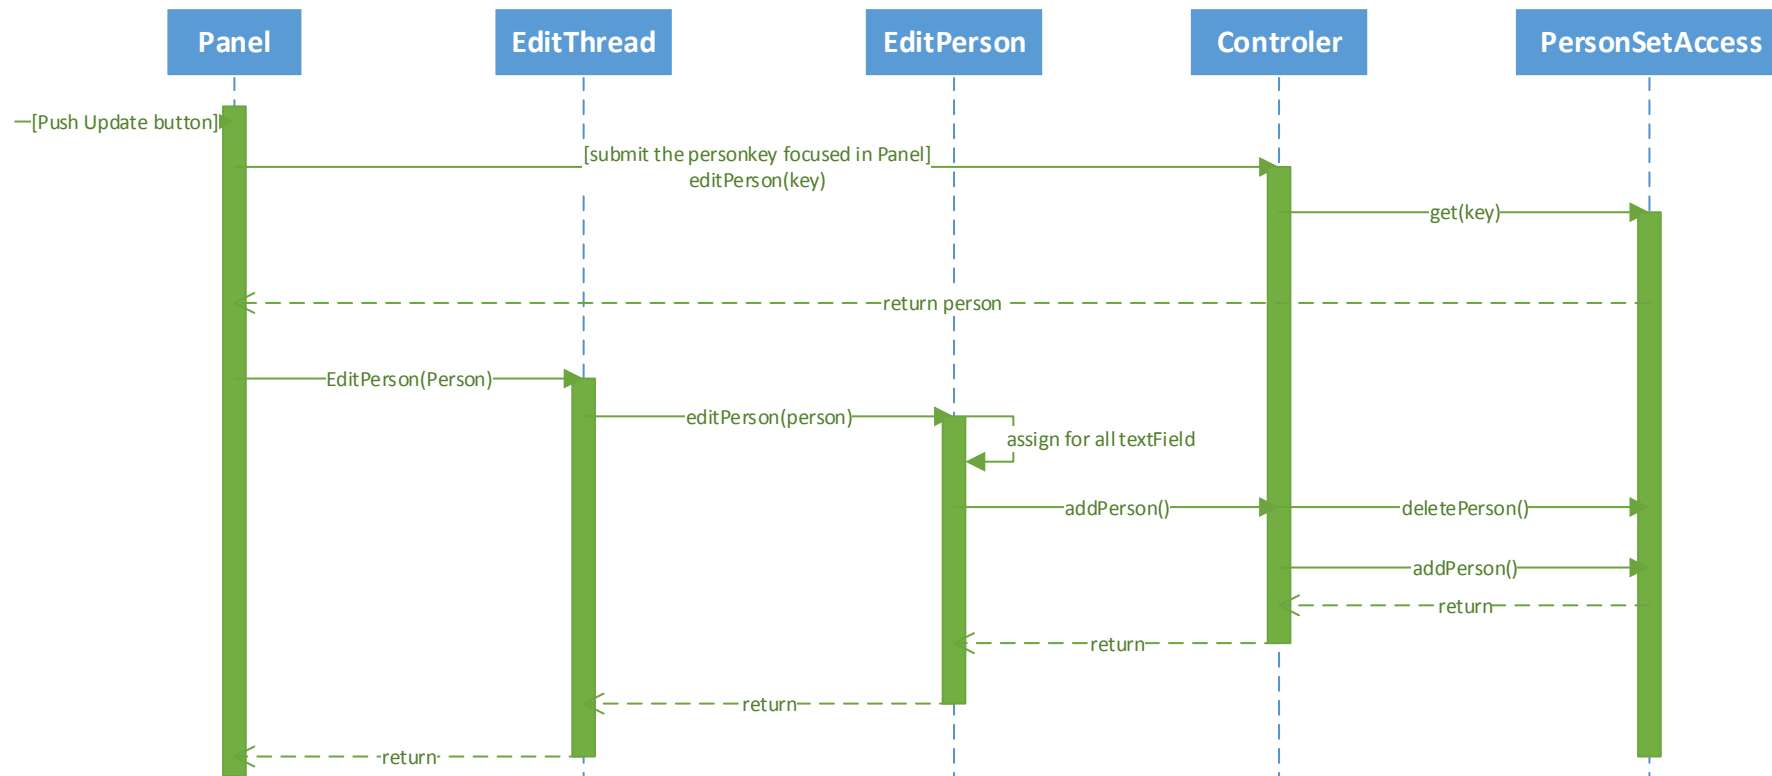 Panel
EditThread
EditPerson
Controler
PersonSetAccess
[Push Update button]
[submit the personkey focused in Panel]
editPerson(key)
get(key)
return person
EditPerson(Person)
editPerson(person)
assign for all textField
addPerson()
deletePerson()
addPerson()
return
return
return
return